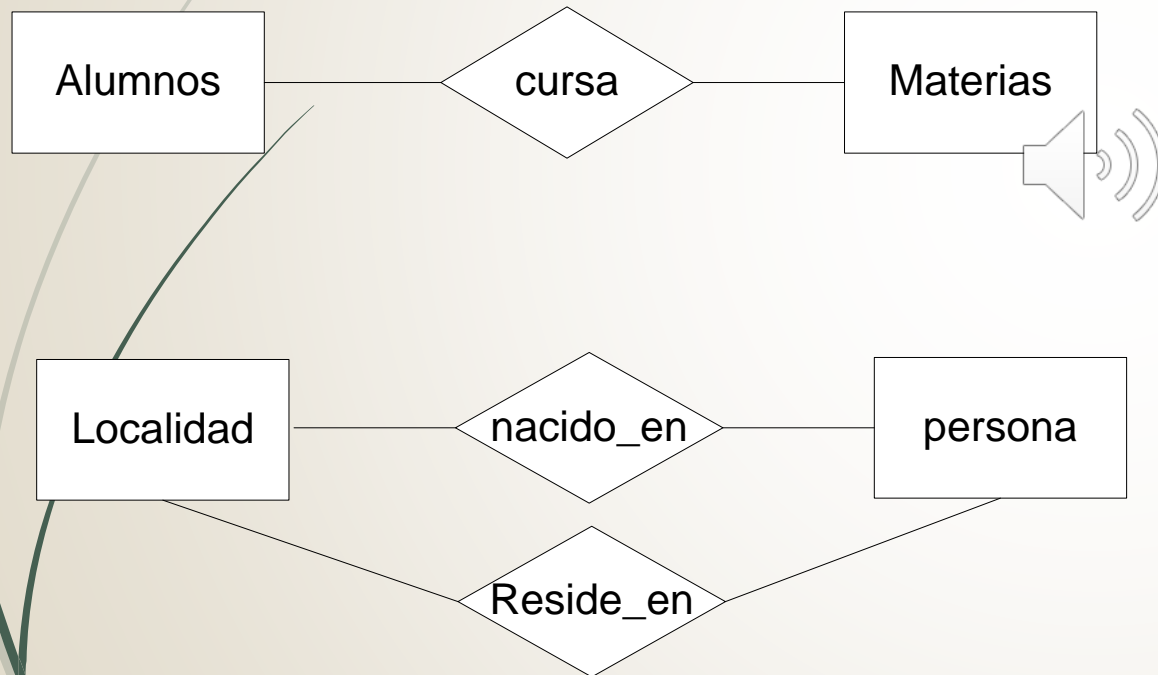 Alumnos
cursa
Materias
Localidad
nacido_en
persona
Reside_en